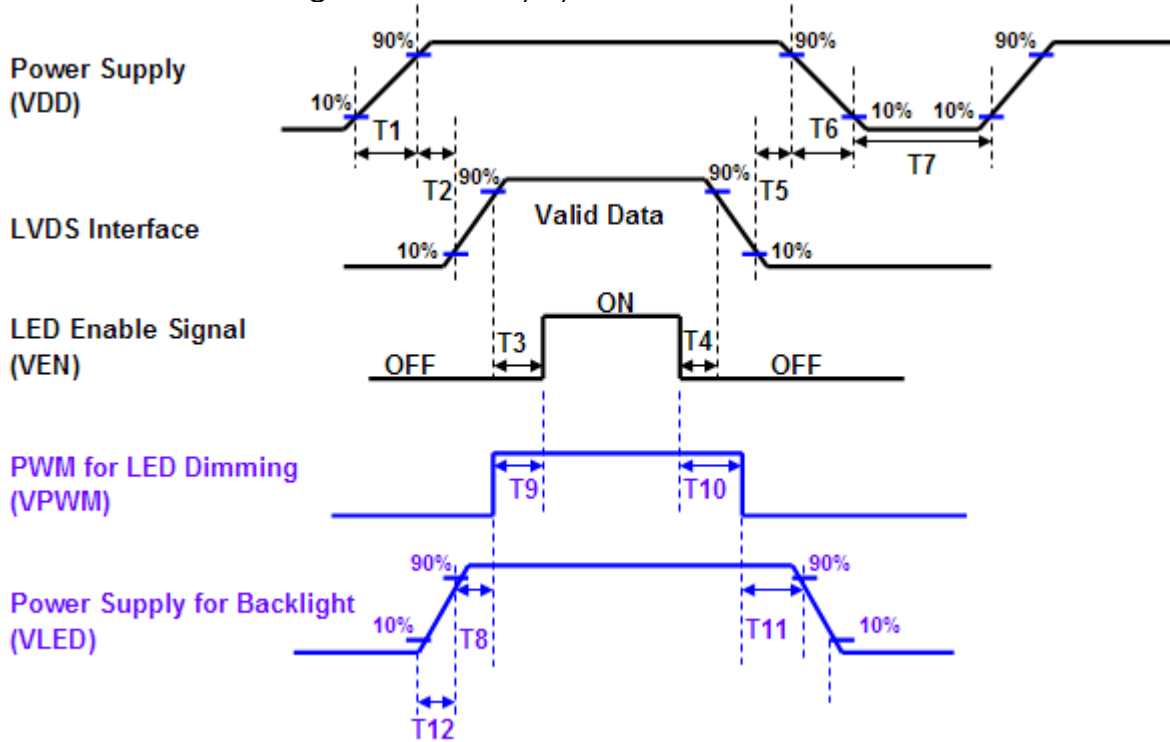 90%
90%
90%
Power Supply
(VDD)
10%
T1
T6
10%
10%
T7
90%
T2
90%
T5
Valid Data
LVDS Interface
10%
10%
ON
LED Enable Signal
(VEN)
T3
T4
OFF
OFF
PWM for LED Dimming
(VPWM)
T9
T10
90%
90%
Power Supply for Backlight
(VLED)
10%
T8
T11
10%
T12